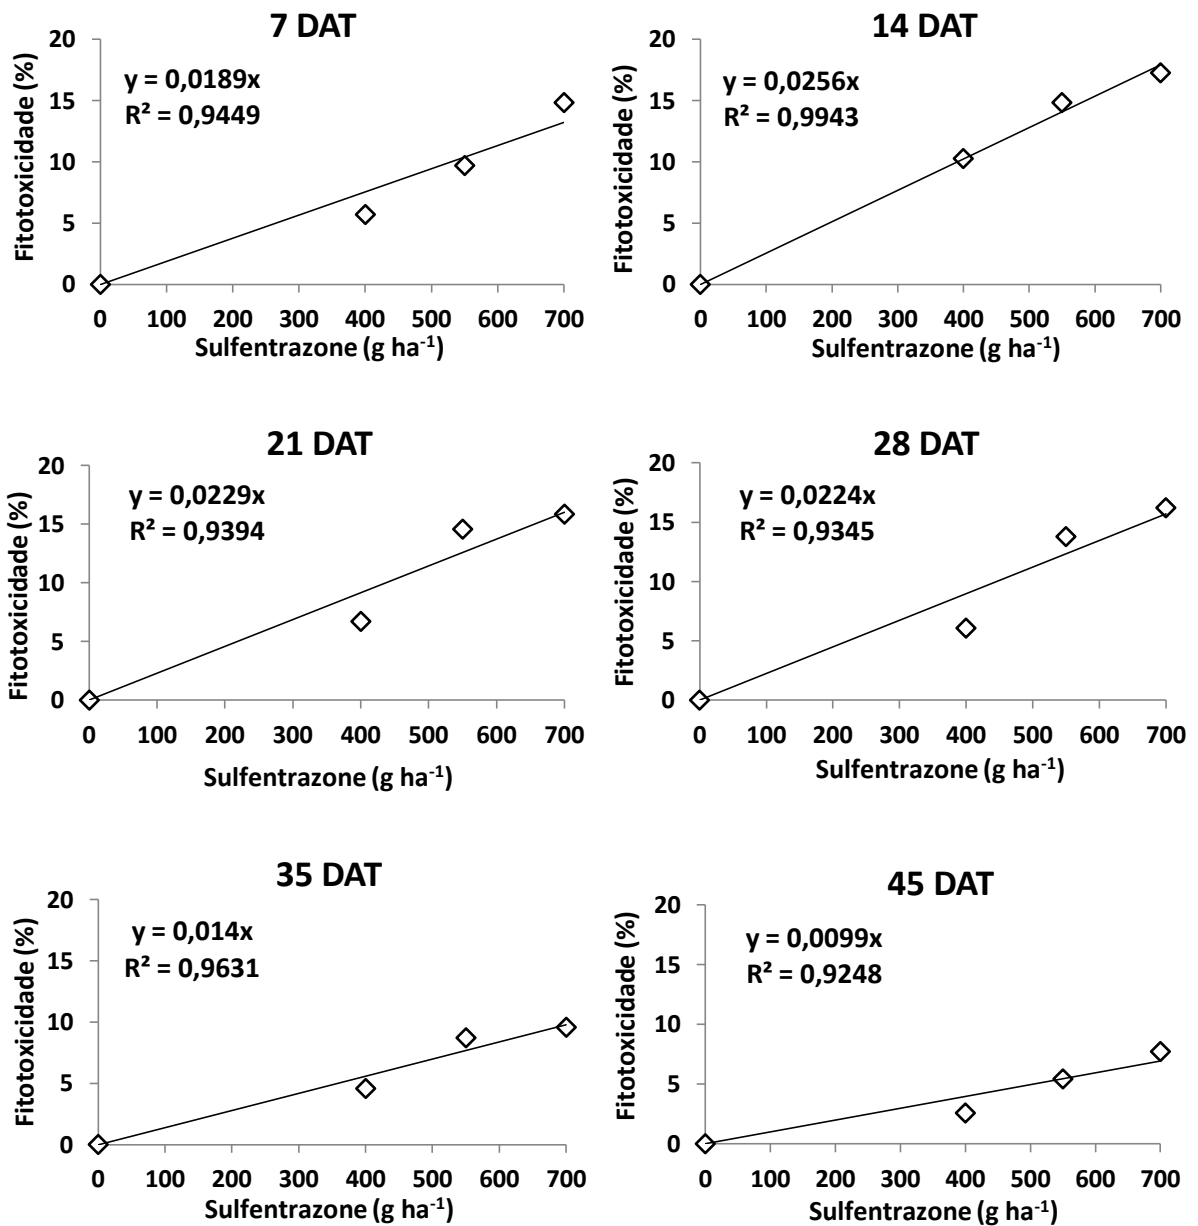 7 DAT
y = 0,0189x
R² = 0,9449
Fitotoxicidade (%)
20
15
10
5
0
0 100 200 300 400 500 600 700
Sulfentrazone (g ha⁻¹)
14 DAT
y = 0,0256x
R² = 0,9943
Fitotoxicidade (%)
20
15
10
5
0
0 100 200 300 400 500 600 700
Sulfentrazone (g ha⁻¹)
21 DAT
y = 0,0229x
R² = 0,9394
Fitotoxicidade (%)
20
15
10
5
0
0 100 200 300 400 500 600 700
Sulfentrazone (g ha⁻¹)
28 DAT
y = 0,0224x
R² = 0,9345
Fitotoxicidade (%)
20
15
10
5
0
0 100 200 300 400 500 600 700
Sulfentrazone (g ha⁻¹)
35 DAT
y = 0,014x
R² = 0,9631
Fitotoxicidade (%)
20
15
10
5
0
0 100 200 300 400 500 600 700
Sulfentrazone (g ha⁻¹)
45 DAT
y = 0,0099x
R² = 0,9248
Fitotoxicidade (%)
20
15
10
5
0
0 100 200 300 400 500 600 700
Sulfentrazone (g ha⁻¹)